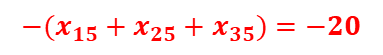 −(x₁₅ + x₂₅ + x₃₅) = −20